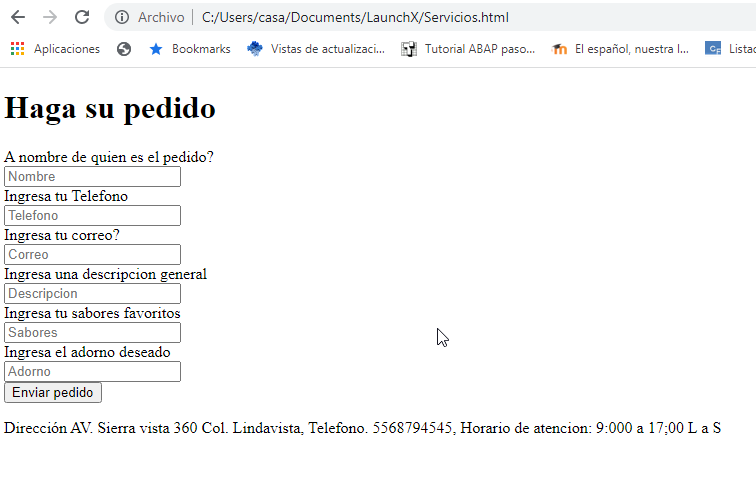 Archivo C:/Users/casa/Documents/LaunchX/Servicios.html
Aplicaciones Bookmarks Vistas de actualizaci... Tutorial ABAP paso... El español, nuestra l... CF Listac
Haga su pedido
A nombre de quien es el pedido?
Nombre
Ingresa tu Telefono
Telefono
Ingresa tu correo?
Correo
Ingresa una descripcion general
Descripcion
Ingresa tu sabores favoritos
Sabores
Ingresa el adorno deseado
Adorno
Enviar pedido
Dirección AV. Sierra vista 360 Col. Lindavista, Telefono. 5568794545, Horario de atencion: 9:000 a 17;00 L a S